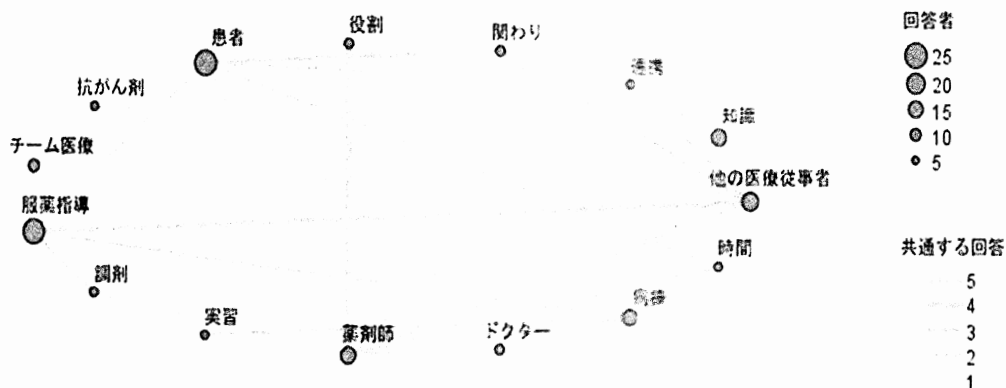 役割
患者
関わり
連携
抗がん剤
知識
チーム医療
他の医療従事者
服薬指導
時間
調剤
病棟
実習
薬剤師
ドクター
回答者
25
20
15
10
5
共通する回答
5
4
3
2
1